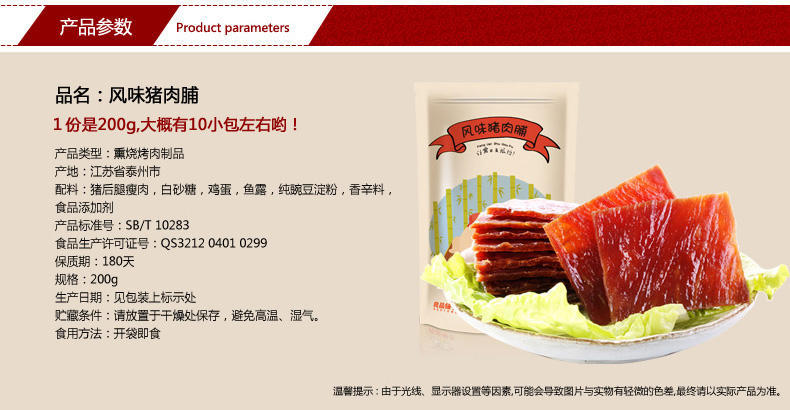 产品参数
Product parameters
品名：风味猪肉脯
1份是200g,大概有10小包左右哟！
产品类型：熏烧烤肉制品
产地：江苏省泰州市
配料：猪后腿瘦肉，白砂糖，鸡蛋，鱼露，纯豌豆淀粉，香辛料，
食品添加剂
产品标准号：SB/T 10283
食品生产许可证号：QS3212 0401 0299
保质期：180天
规格：200g
生产日期：见包装上标示处
贮藏条件：请放置于干燥处保存，避免高温、湿气。
食用方法：开袋即食
风味猪肉脯
温馨提示：由于光线、显示器设置等因素,可能会导致图片与实物有轻微的色差,最终请以实际产品为准。